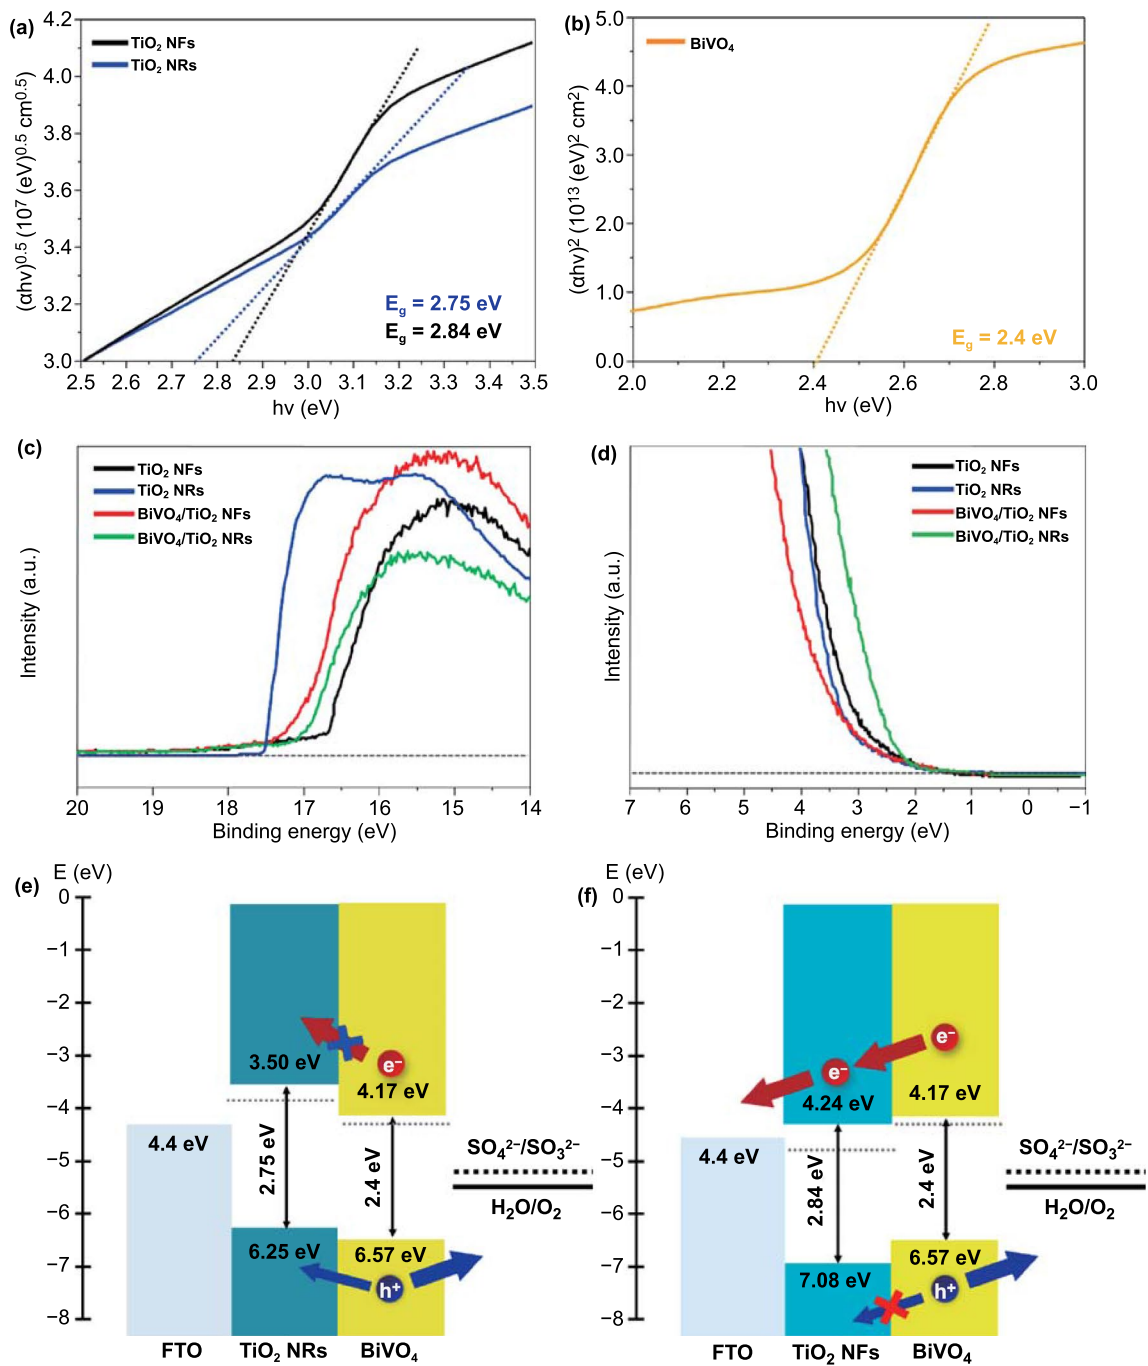 (a)
TiO₂ NFs
TiO₂ NRs
(αhν)⁰·⁵ (10⁷ (eV)⁰·⁵ cm⁰·⁵)
4.2
4.0
3.8
3.6
3.4
3.2
3.0
E_g = 2.75 eV
E_g = 2.84 eV
2.5 2.6 2.7 2.8 2.9 3.0 3.1 3.2 3.3 3.4 3.5
hν (eV)
(b)
BiVO₄
(αhν)² (10¹³ (eV)² cm²)
5.0
4.0
3.0
2.0
1.0
0.0
E_g = 2.4 eV
2.0 2.2 2.4 2.6 2.8 3.0
hν (eV)
(c)
TiO₂ NFs
TiO₂ NRs
BiVO₄/TiO₂ NFs
BiVO₄/TiO₂ NRs
Intensity (a.u.)
20 19 18 17 16 15 14
Binding energy (eV)
(d)
TiO₂ NFs
TiO₂ NRs
BiVO₄/TiO₂ NFs
BiVO₄/TiO₂ NRs
Intensity (a.u.)
7 6 5 4 3 2 1 0 −1
Binding energy (eV)
(e)
E (eV)
0
−1
−2
−3
−4
−5
−6
−7
−8
3.50 eV
e⁻
4.17 eV
4.4 eV
2.75 eV
2.4 eV
SO₄²⁻/SO₃²⁻
H₂O/O₂
6.25 eV
6.57 eV
h⁺
FTO TiO₂ NRs BiVO₄
(f)
E (eV)
0
−1
−2
−3
−4
−5
−6
−7
−8
e⁻
e⁻
4.24 eV
4.17 eV
4.4 eV
2.84 eV
2.4 eV
SO₄²⁻/SO₃²⁻
H₂O/O₂
7.08 eV
6.57 eV
h⁺
FTO TiO₂ NFs BiVO₄